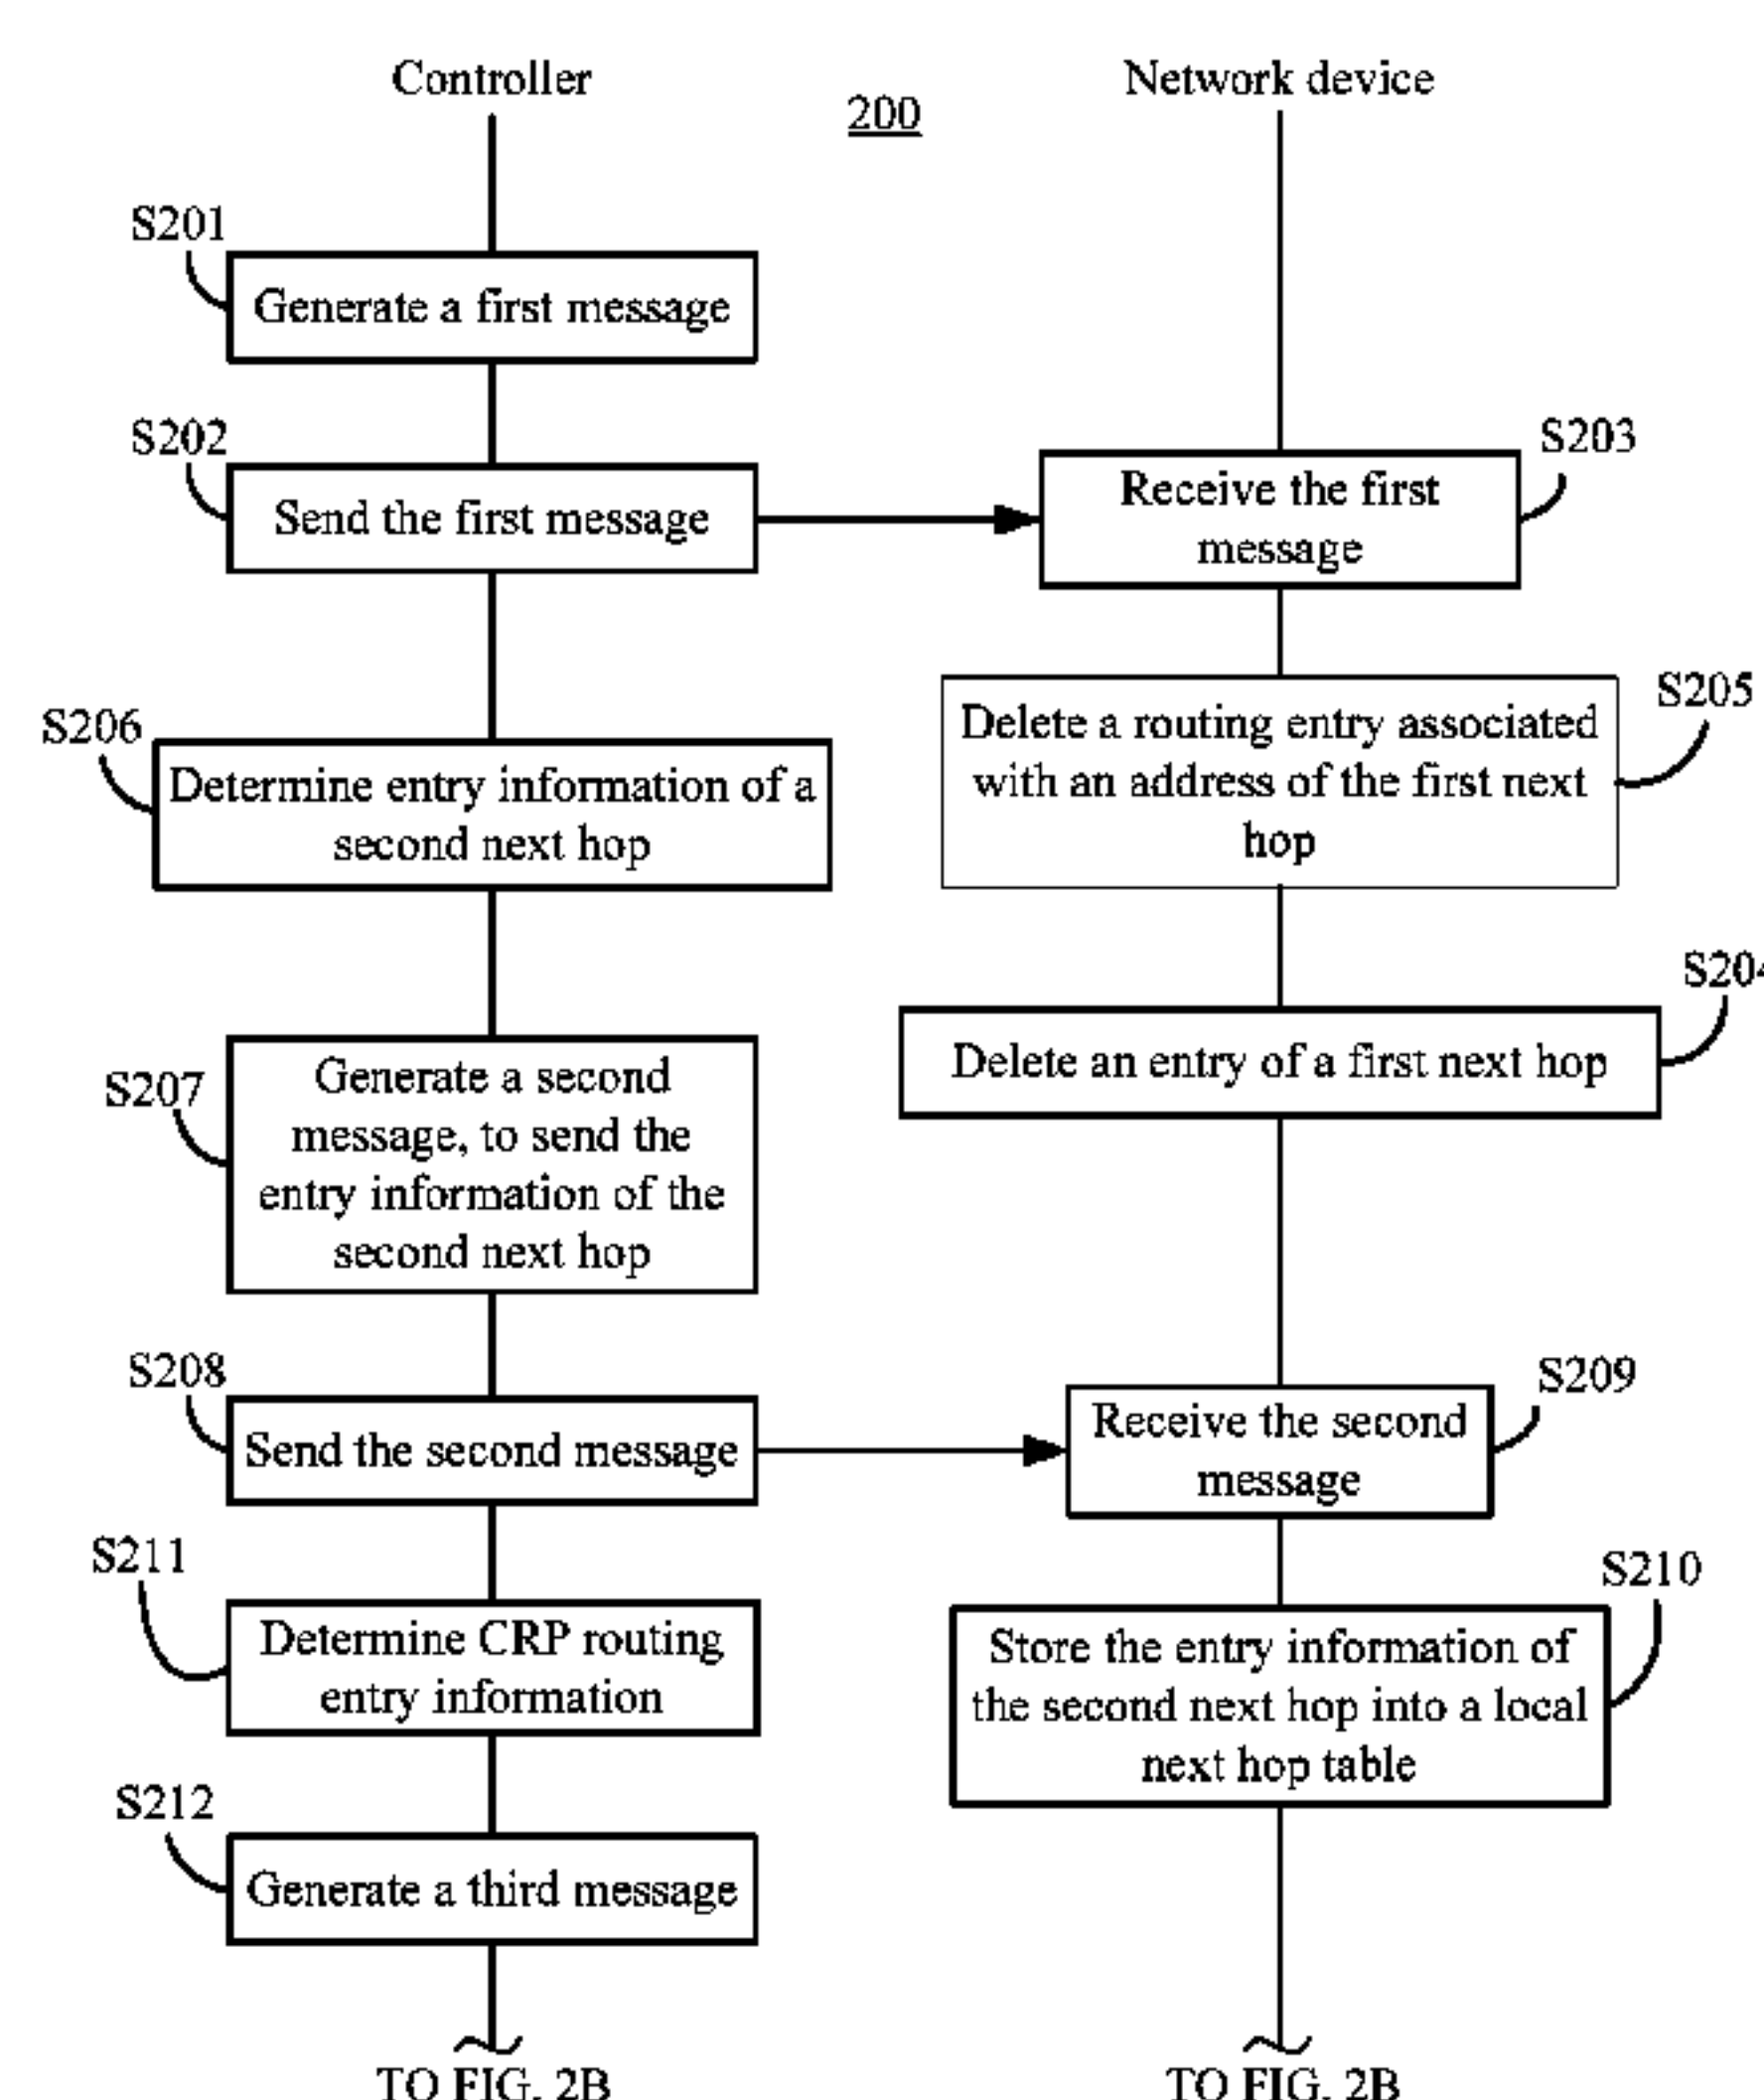 Controller
Network device
200
S201
Generate a first message
S202
Send the first message
S203
Receive the first
message
S205
Delete a routing entry associated
with an address of the first next
hop
S206
Determine entry information of a
second next hop
S204
Delete an entry of a first next hop
S207
Generate a second
message, to send the
entry information of the
second next hop
S208
Send the second message
S209
Receive the second
message
S211
Determine CRP routing
entry information
S210
Store the entry information of
the second next hop into a local
next hop table
S212
Generate a third message
TO FIG. 2B
TO FIG. 2B